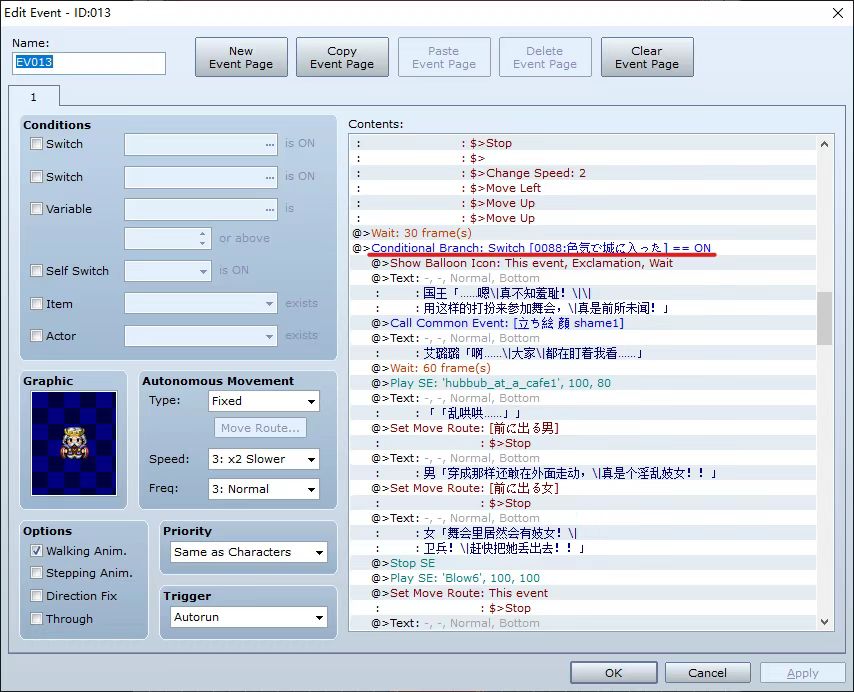 Edit Event - ID:013
Name:
EV013
New
Event Page
Copy
Event Page
Paste
Event Page
Delete
Event Page
Clear
Event Page
1
Conditions
Switch ... is ON
Switch ... is ON
Variable ... is
or above
Self Switch is ON
Item exists
Actor exists
Graphic
Autonomous Movement
Type: Fixed
Move Route...
Speed: 3: x2 Slower
Freq: 3: Normal
Options
Walking Anim.
Stepping Anim.
Direction Fix
Through
Priority
Same as Characters
Trigger
Autorun
Contents:
: : $>Stop
: : $>
: : $>Change Speed: 2
: : $>Move Left
: : $>Move Up
: : $>Move Up
@>Wait: 30 frame(s)
@>Conditional Branch: Switch [0088:色気で城に入った] == ON
@>Show Balloon Icon: This event, Exclamation, Wait
@>Text: -, -, Normal, Bottom
: : 国王「……嗯\|真不知羞耻！\|\|
: : 用这样的打扮来参加舞会，\|真是前所未闻！」
@>Call Common Event: [立ち絵 顔 shame1]
@>Text: -, -, Normal, Bottom
: : 艾璐璐「啊……\|大家\|都在盯着我看……」
@>Wait: 60 frame(s)
@>Play SE: 'hubbub_at_a_cafe1', 100, 80
@>Text: -, -, Normal, Bottom
: : 「「乱哄哄……」」
@>Set Move Route: [前に出る男]
: : $>Stop
@>Text: -, -, Normal, Bottom
: : 男「穿成那样还敢在外面走动，\|真是个淫乱妓女！！」
@>Set Move Route: [前に出る女]
: : $>Stop
@>Text: -, -, Normal, Bottom
: : 女「舞会里居然会有妓女！\|
: : 卫兵！\|赶快把她丢出去！！」
@>Stop SE
@>Play SE: 'Blow6', 100, 100
@>Set Move Route: This event
: : $>Stop
@>Text: -, -, Normal, Bottom
OK
Cancel
Apply